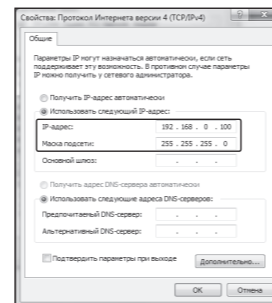 Свойства: Протокол Интернета версии 4 (TCP/IPv4)
Общие
Параметры IP могут назначаться автоматически, если сеть
поддерживает эту возможность. В противном случае параметры
IP можно получить у сетевого администратора.
Получить IP-адрес автоматически
Использовать следующий IP-адрес:
IP-адрес: 192 . 168 . 0 . 100
Маска подсети: 255 . 255 . 255 . 0
Основной шлюз: . . .
Получить адрес DNS-сервера автоматически
Использовать следующие адреса DNS-серверов:
Предпочитаемый DNS-сервер: . . .
Альтернативный DNS-сервер: . . .
Подтвердить параметры при выходе
Дополнительно...
OK Отмена